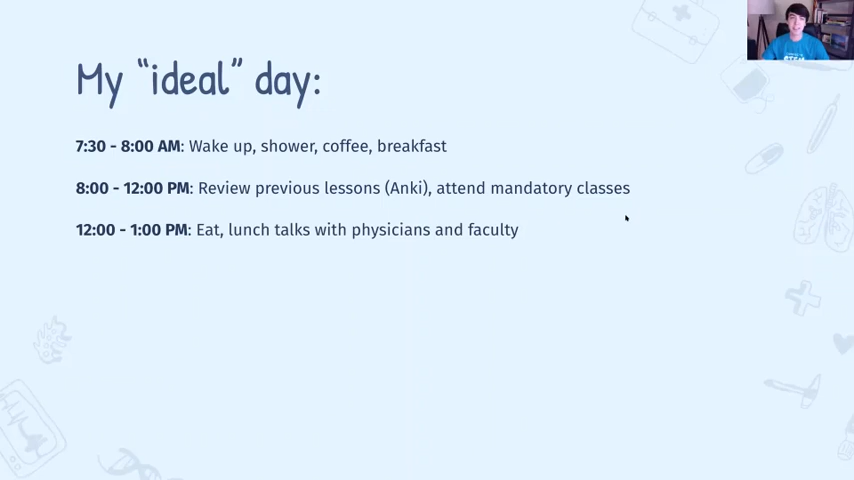 My “ideal” day:
7:30 - 8:00 AM: Wake up, shower, coffee, breakfast
8:00 - 12:00 PM: Review previous lessons (Anki), attend mandatory classes
12:00 - 1:00 PM: Eat, lunch talks with physicians and faculty
STEM